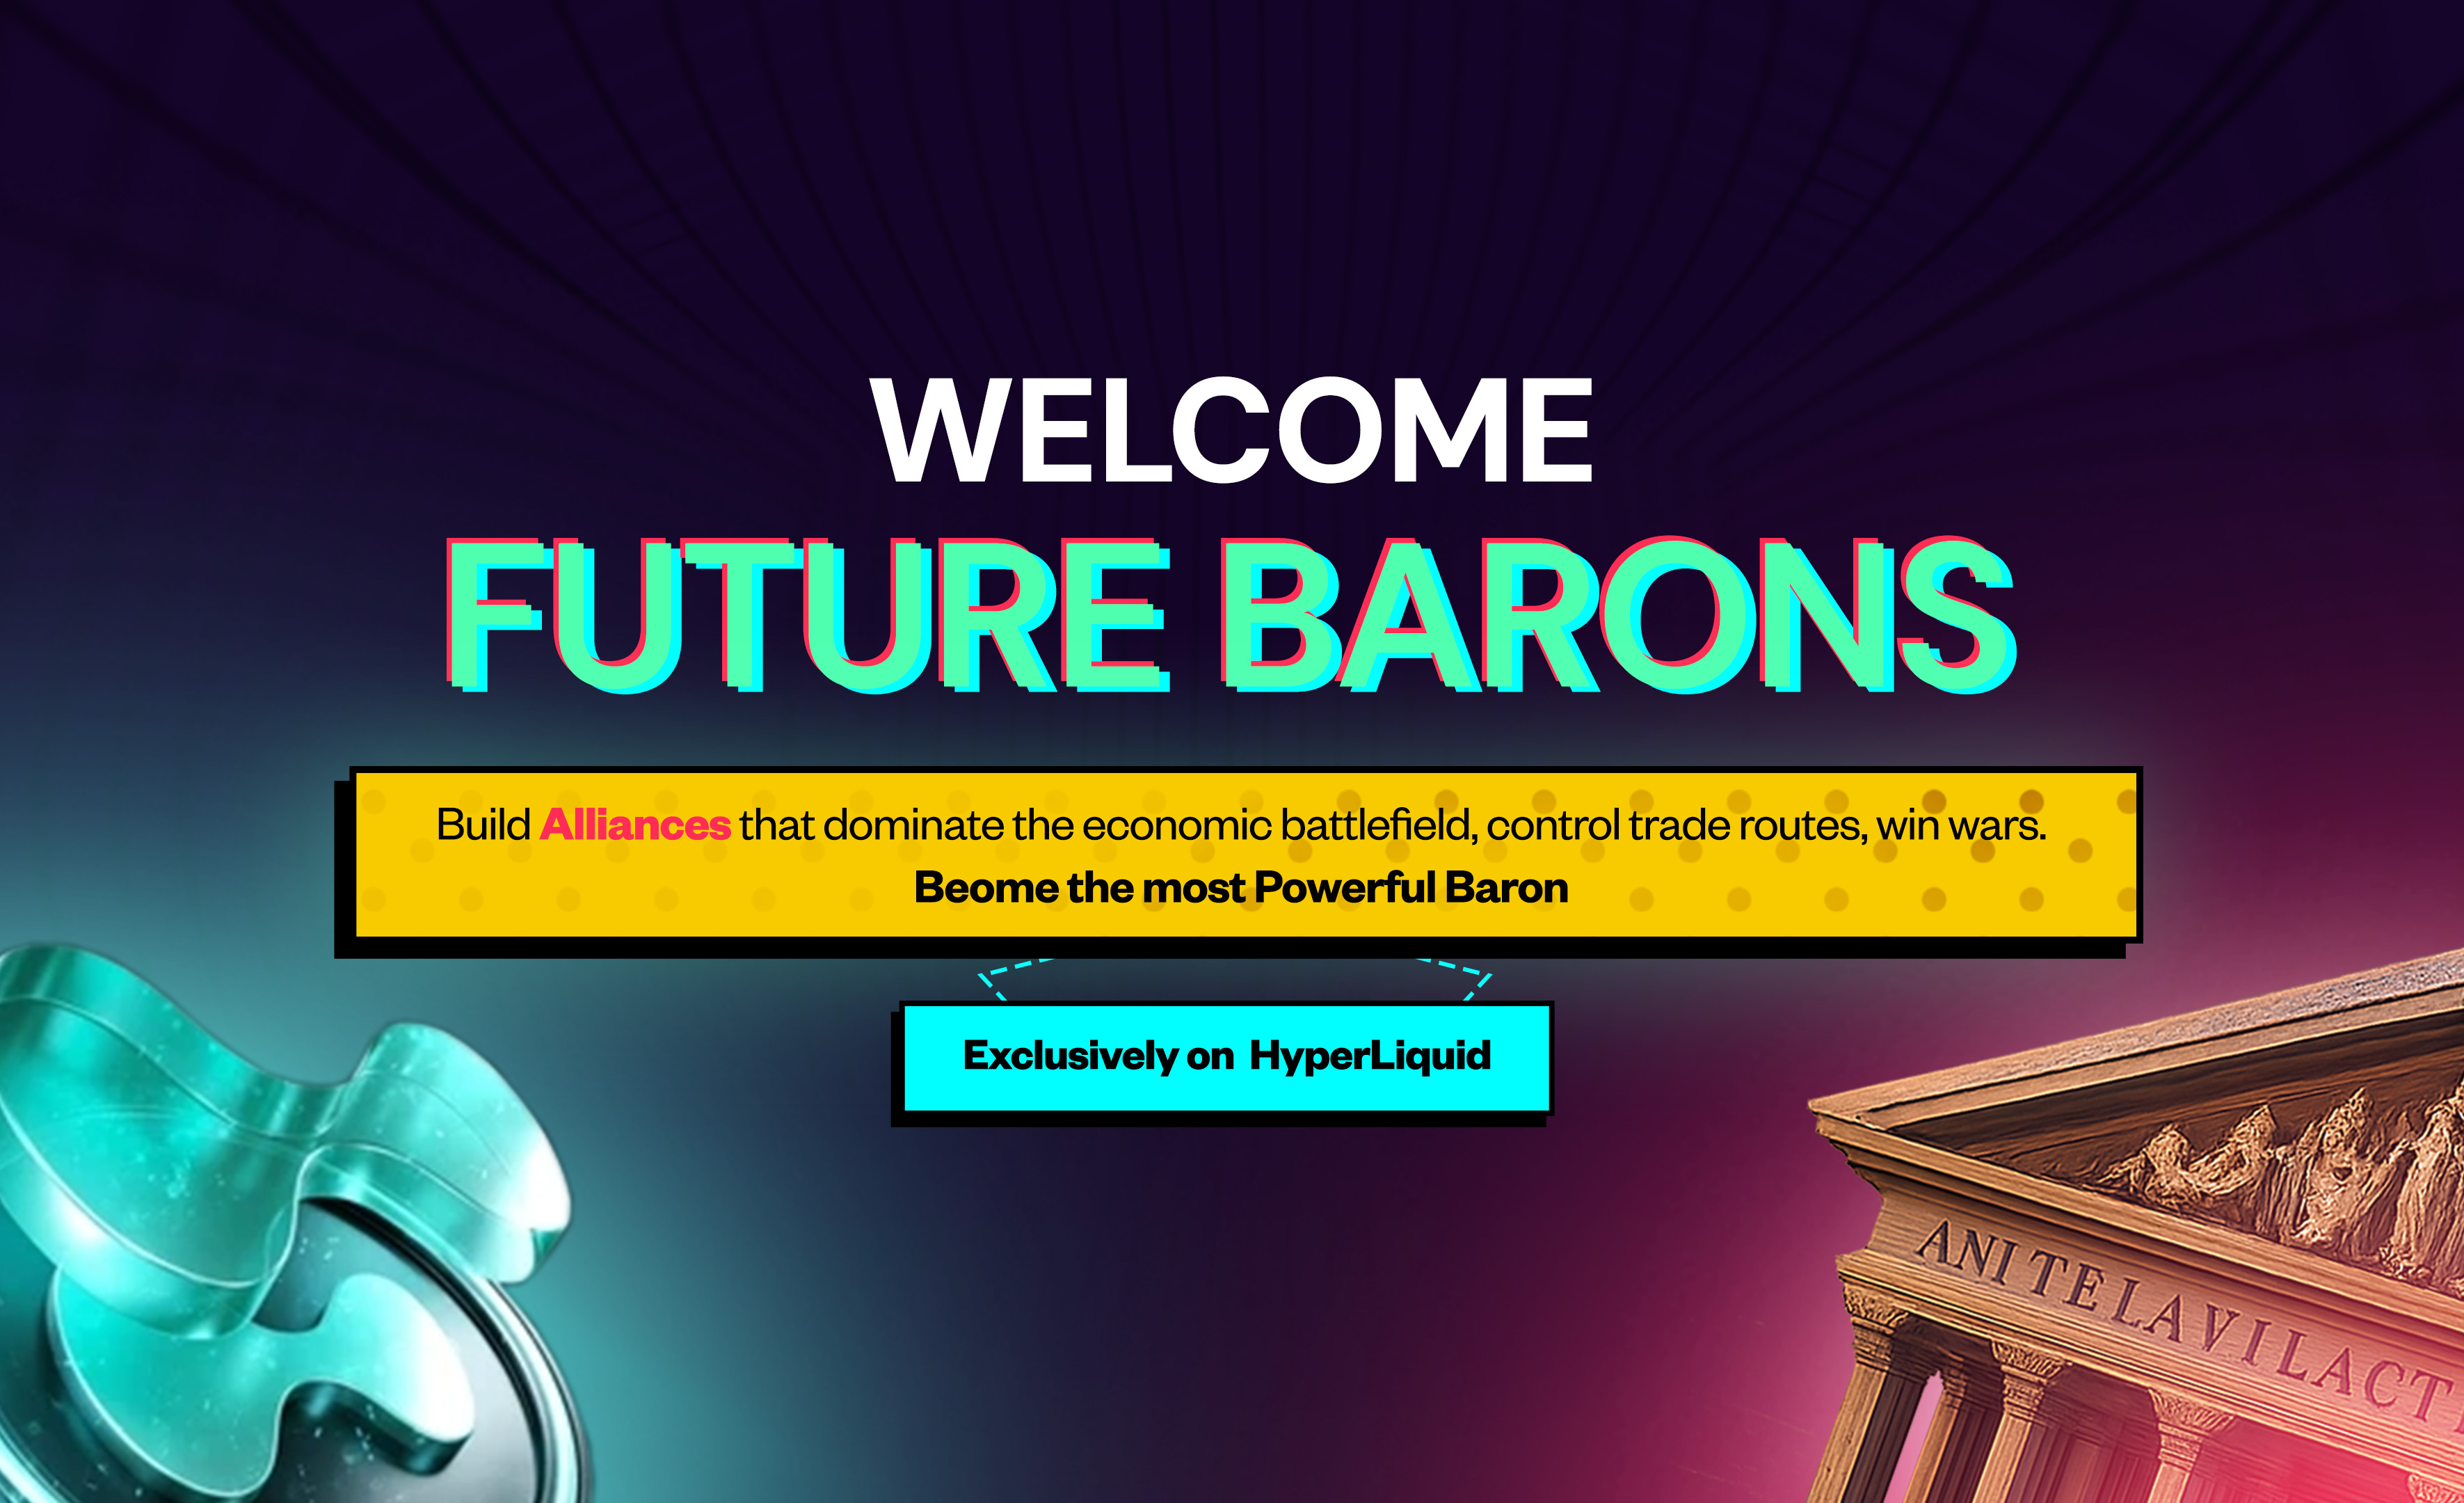 WELCOME
FUTURE BARONS
Build Alliances that dominate the economic battlefield, control trade routes, win wars.
Beome the most Powerful Baron
Exclusively on HyperLiquid
ANI TELAVILACT